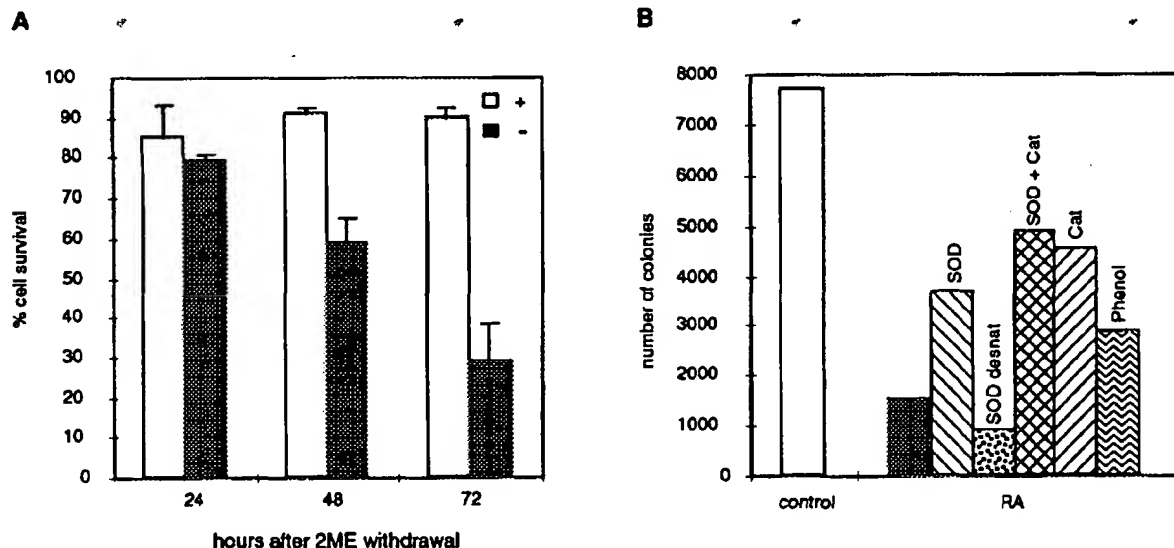 A
100
90
80
70
60
50
40
30
20
10
0
% cell survival
+
-
24
48
72
hours after 2ME withdrawal
B
8000
7000
6000
5000
4000
3000
2000
1000
0
number of colonies
SOD
SOD desnat
SOD + Cat
Cat
Phenol
control
RA